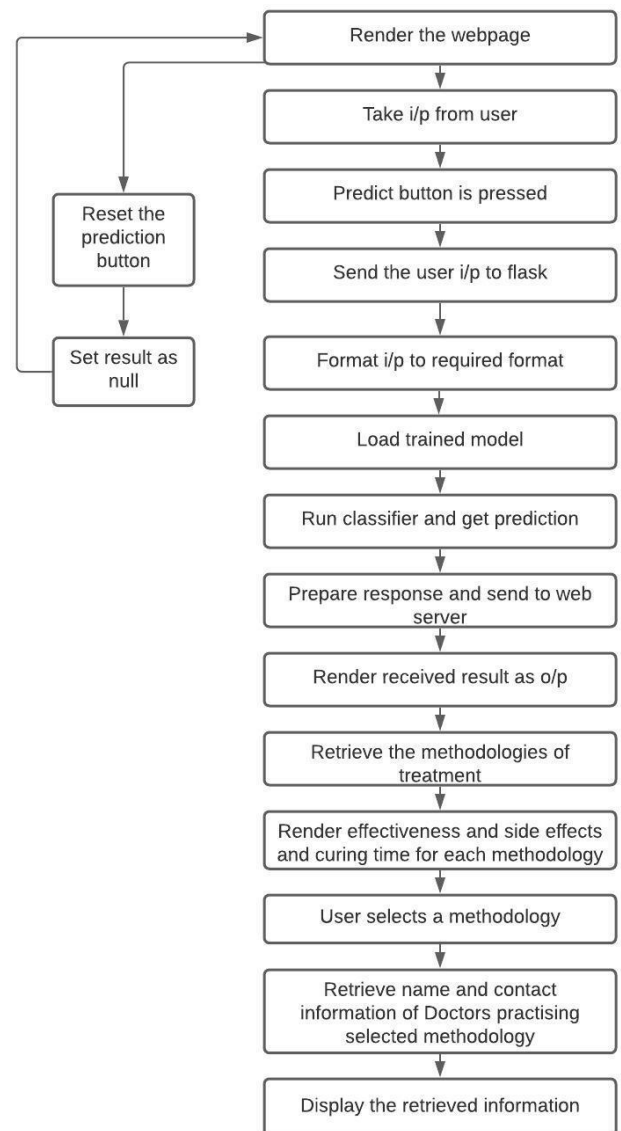 Render the webpage
Take i/p from user
Predict button is pressed
Reset the
prediction
button
Send the user i/p to flask
Set result as
null
Format i/p to required format
Load trained model
Run classifier and get prediction
Prepare response and send to web
server
Render received result as o/p
Retrieve the methodologies of
treatment
Render effectiveness and side effects
and curing time for each methodology
User selects a methodology
Retrieve name and contact
information of Doctors practising
selected methodology
Display the retrieved information